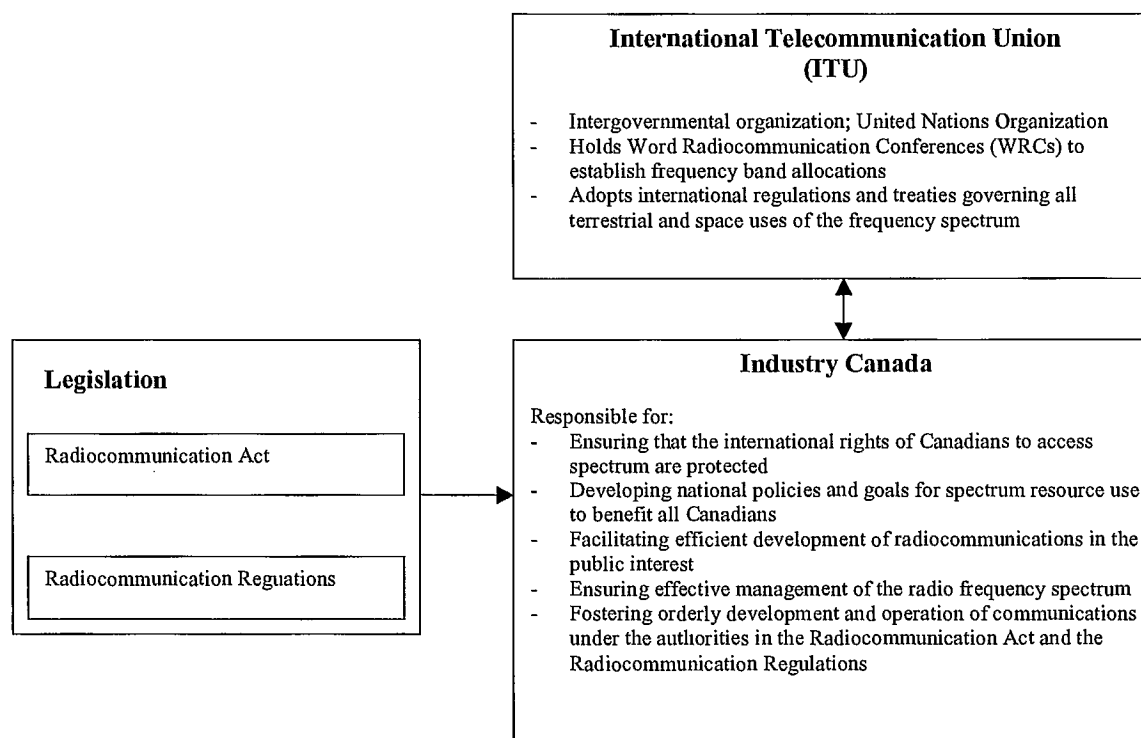 International Telecommunication Union
(ITU)
- Intergovernmental organization; United Nations Organization
- Holds Word Radiocommunication Conferences (WRCs) to
establish frequency band allocations
- Adopts international regulations and treaties governing all
terrestrial and space uses of the frequency spectrum
Legislation
Radiocommunication Act
Radiocommunication Reguations
Industry Canada
Responsible for:
- Ensuring that the international rights of Canadians to access
spectrum are protected
- Developing national policies and goals for spectrum resource use
to benefit all Canadians
- Facilitating efficient development of radiocommunications in the
public interest
- Ensuring effective management of the radio frequency spectrum
- Fostering orderly development and operation of communications
under the authorities in the Radiocommunication Act and the
Radiocommunication Regulations